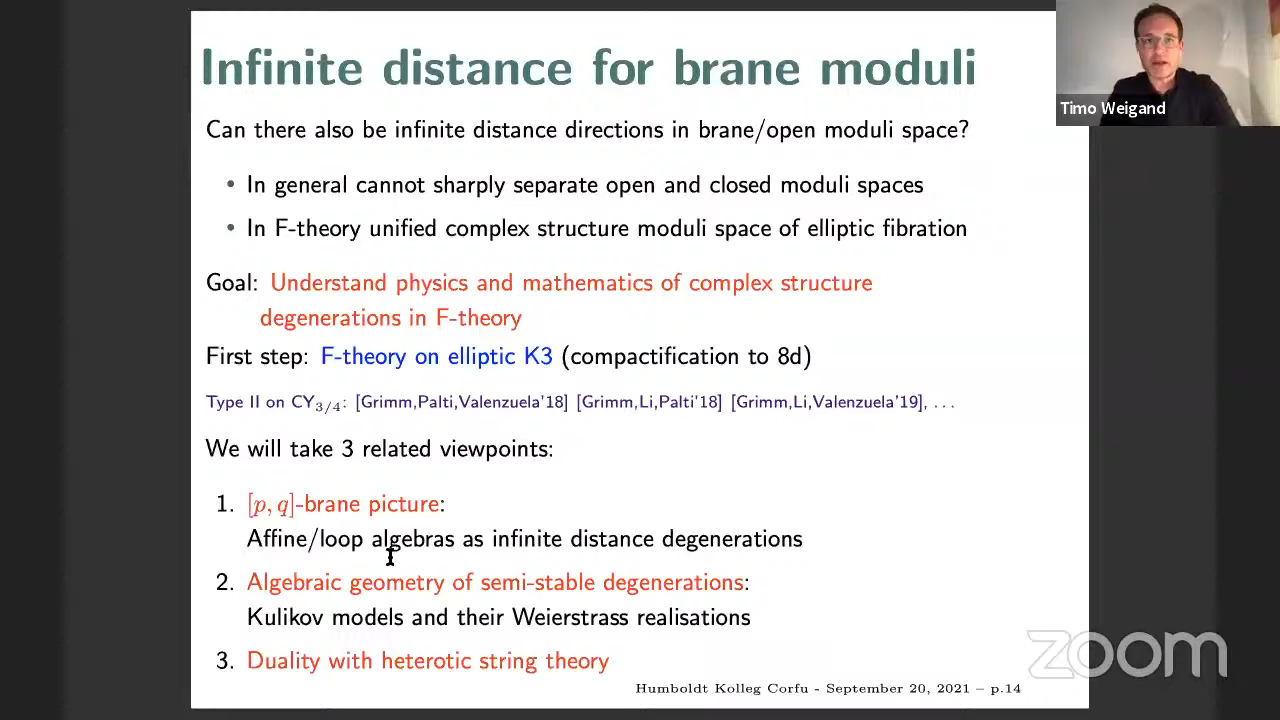 Infinite distance for brane moduli
Timo Weigand
Can there also be infinite distance directions in brane/open moduli space?
• In general cannot sharply separate open and closed moduli spaces
• In F-theory unified complex structure moduli space of elliptic fibration
Goal: Understand physics and mathematics of complex structure
degenerations in F-theory
First step: F-theory on elliptic K3 (compactification to 8d)
Type II on CY₃/₄: [Grimm,Palti,Valenzuela'18] [Grimm,Li,Palti'18] [Grimm,Li,Valenzuela'19], ...
We will take 3 related viewpoints:
1. [p, q]-brane picture:
Affine/loop algebras as infinite distance degenerations
2. Algebraic geometry of semi-stable degenerations:
Kulikov models and their Weierstrass realisations
3. Duality with heterotic string theory
zoom
Humboldt Kolleg Corfu - September 20, 2021 – p.14